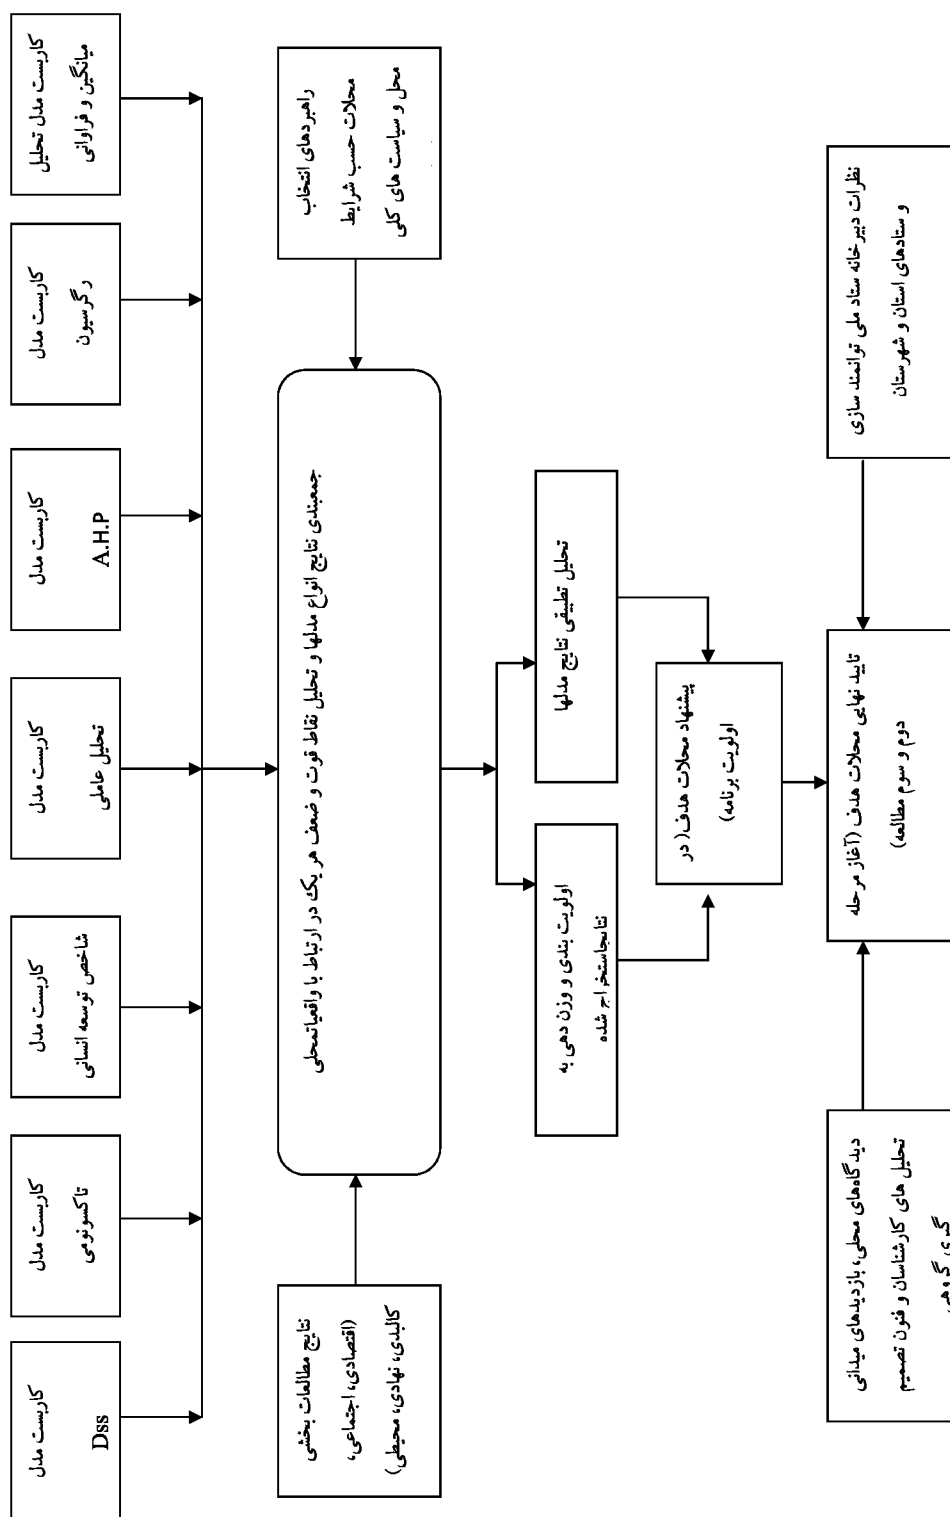 کاربست مدل تحلیل
میانگین و فراوانی
کاربست مدل
رگرسیون
کاربست مدل
A.H.P
کاربست مدل
تحلیل عاملی
کاربست مدل
شاخص توسعه انسانی
کاربست مدل
تاکسونومی
کاربست مدل
Dss
راهبردهای انتخاب
محلات حسب شرایط
محل و سیاست های کلی
جمعبندی نتایج انواع مدلها و تحلیل نقاط قوت و ضعف هر یک در ارتباط با واقعیاتمحلی
نتایج مطالعات بخشی
(اقتصادی، اجتماعی،
کالبدی، نهادی، محیطی)
تحلیل تطبیقی نتایج مدلها
اولویت بندی و وزن دهی به
نتایجاستخراج شده
پیشنهاد محلات هدف( در
اولویت برنامه)
نظرات دبیرخانه ستاد ملی توانمند سازی
و ستادهای استان و شهرستان
تایید نهایی محلات هدف (آغاز مرحله
دوم و سوم مطالعه)
دیدگاههای محلی، بازدیدهای میدانی
تحلیل های کارشناسان و فنون تصمیم
گیری گروهی